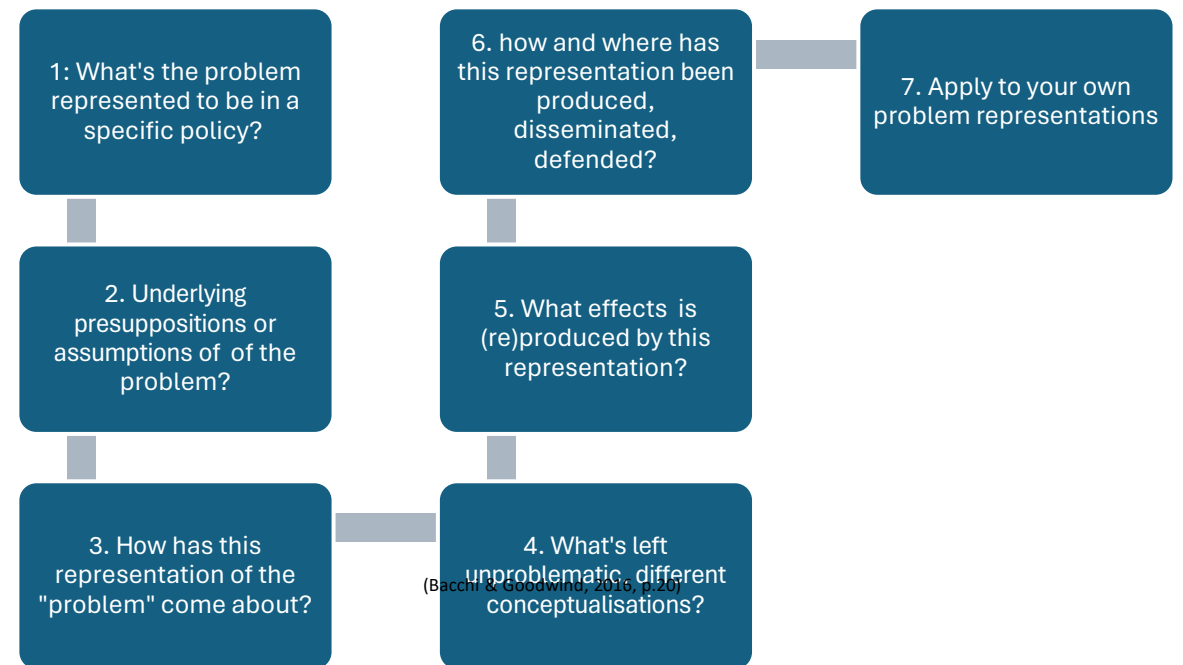 1: What's the problem
represented to be in a
specific policy?
2. Underlying
presuppositions or
assumptions of  of the
problem?
3. How has this
representation of the
"problem" come about?
4. What's left
unproblematic, different
conceptualisations?
(Bacchi & Goodwind, 2016, p.20)
5. What effects  is
(re)produced by this
representation?
6. how and where has
this representation been
produced,
disseminated,
defended?
7. Apply to your own
problem representations